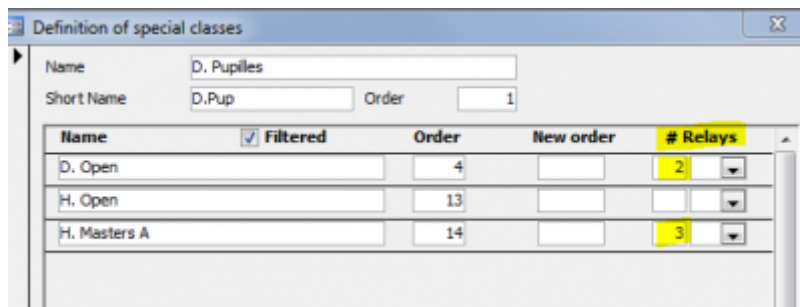 Definition of special classes
Name D. Pupilles
Short Name D.Pup Order 1
Name Filtered Order New order # Relays
D. Open 4 2
H. Open 13
H. Masters A 14 3